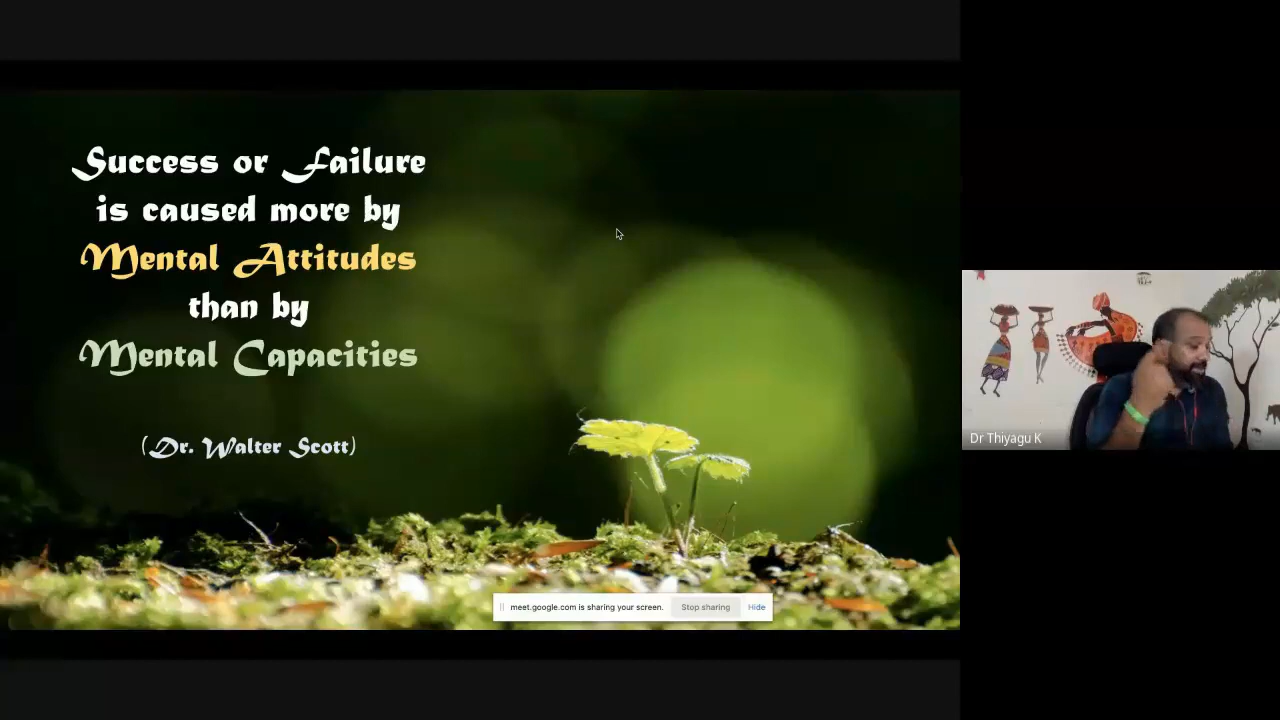 Success or Failure
is caused more by
Mental Attitudes
than by
Mental Capacities
(Dr. Walter Scott)
meet.google.com is sharing your screen. Stop sharing Hide
Dr Thiyagu K